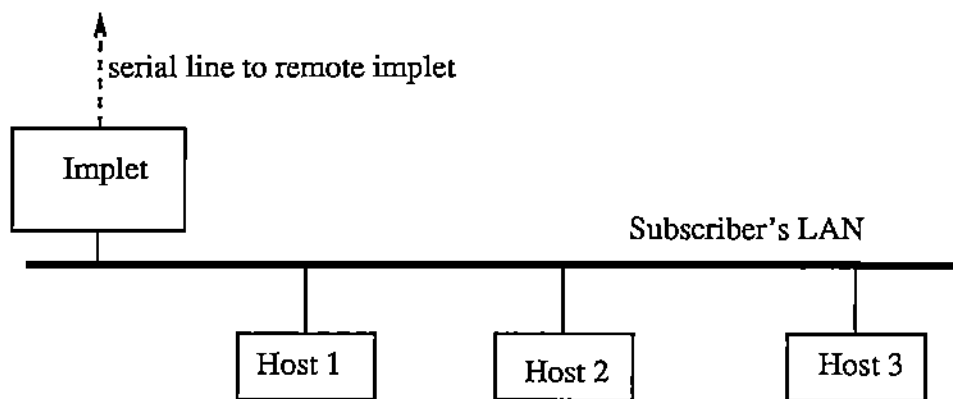 serial line to remote implet
Implet
Subscriber's LAN
Host 1
Host 2
Host 3